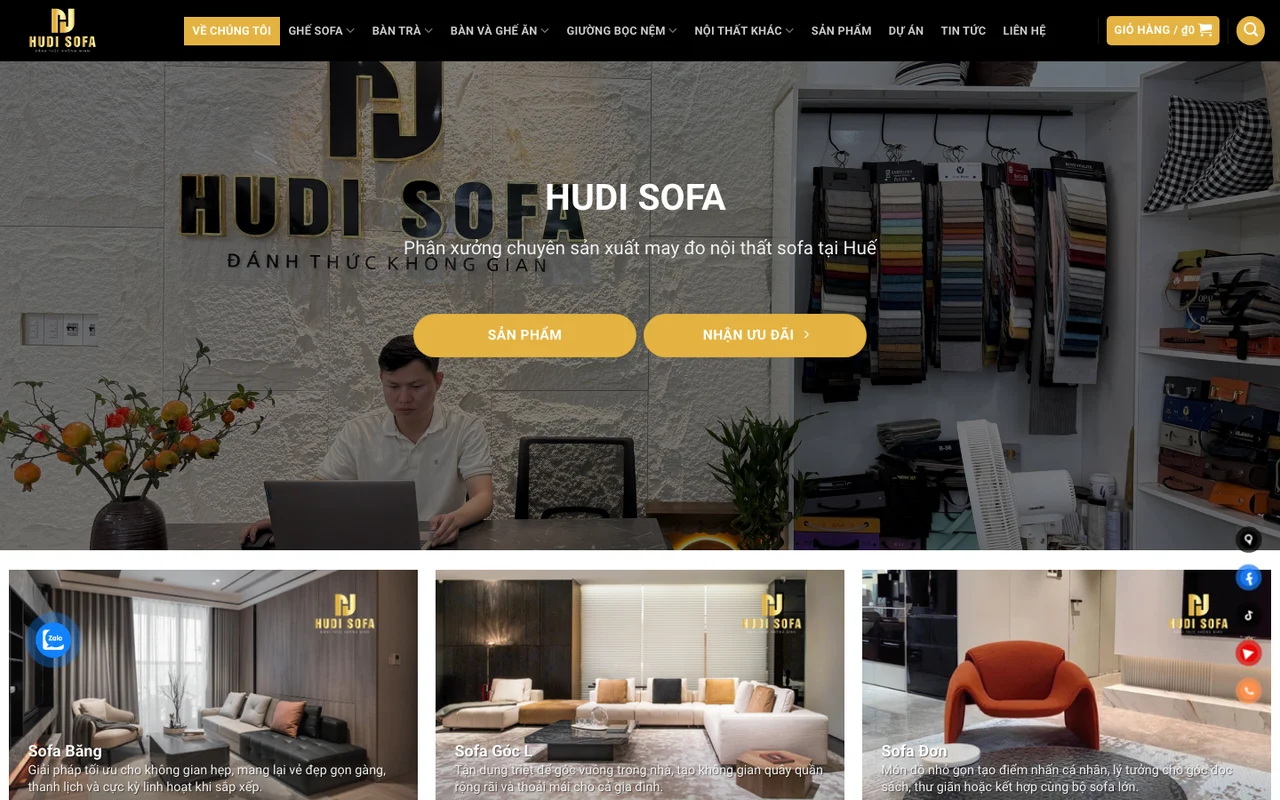 HUDI SOFA
VỀ CHÚNG TÔI
GHẾ SOFA
BÀN TRÀ
BÀN VÀ GHẾ ĂN
GIƯỜNG BỌC NỆM
NỘI THẤT KHÁC
SẢN PHẨM
DỰ ÁN
TIN TỨC
LIÊN HỆ
GIỎ HÀNG / ₫0
HUDI SOFA
ĐÁNH THỨC KHÔNG GIAN
HUDI SOFA
Phân xưởng chuyên sản xuất may đo nội thất sofa tại Huế
SẢN PHẨM
NHẬN ƯU ĐÃI
HUDI SOFA
HUDI SOFA
HUDI SOFA
Zalo
Sofa Băng
Giải pháp tối ưu cho không gian hẹp, mang lại vẻ đẹp gọn gàng,
thanh lịch và cực kỳ linh hoạt khi sắp xếp.
Sofa Góc L
Tận dụng triệt để góc vuông trong nhà, tạo không gian quây quần
rộng rãi và thoải mái cho cả gia đình.
Sofa Đơn
Món đồ nhỏ gọn tạo điểm nhấn cá nhân, lý tưởng cho góc đọc
sách, thư giãn hoặc kết hợp cùng bộ sofa lớn.